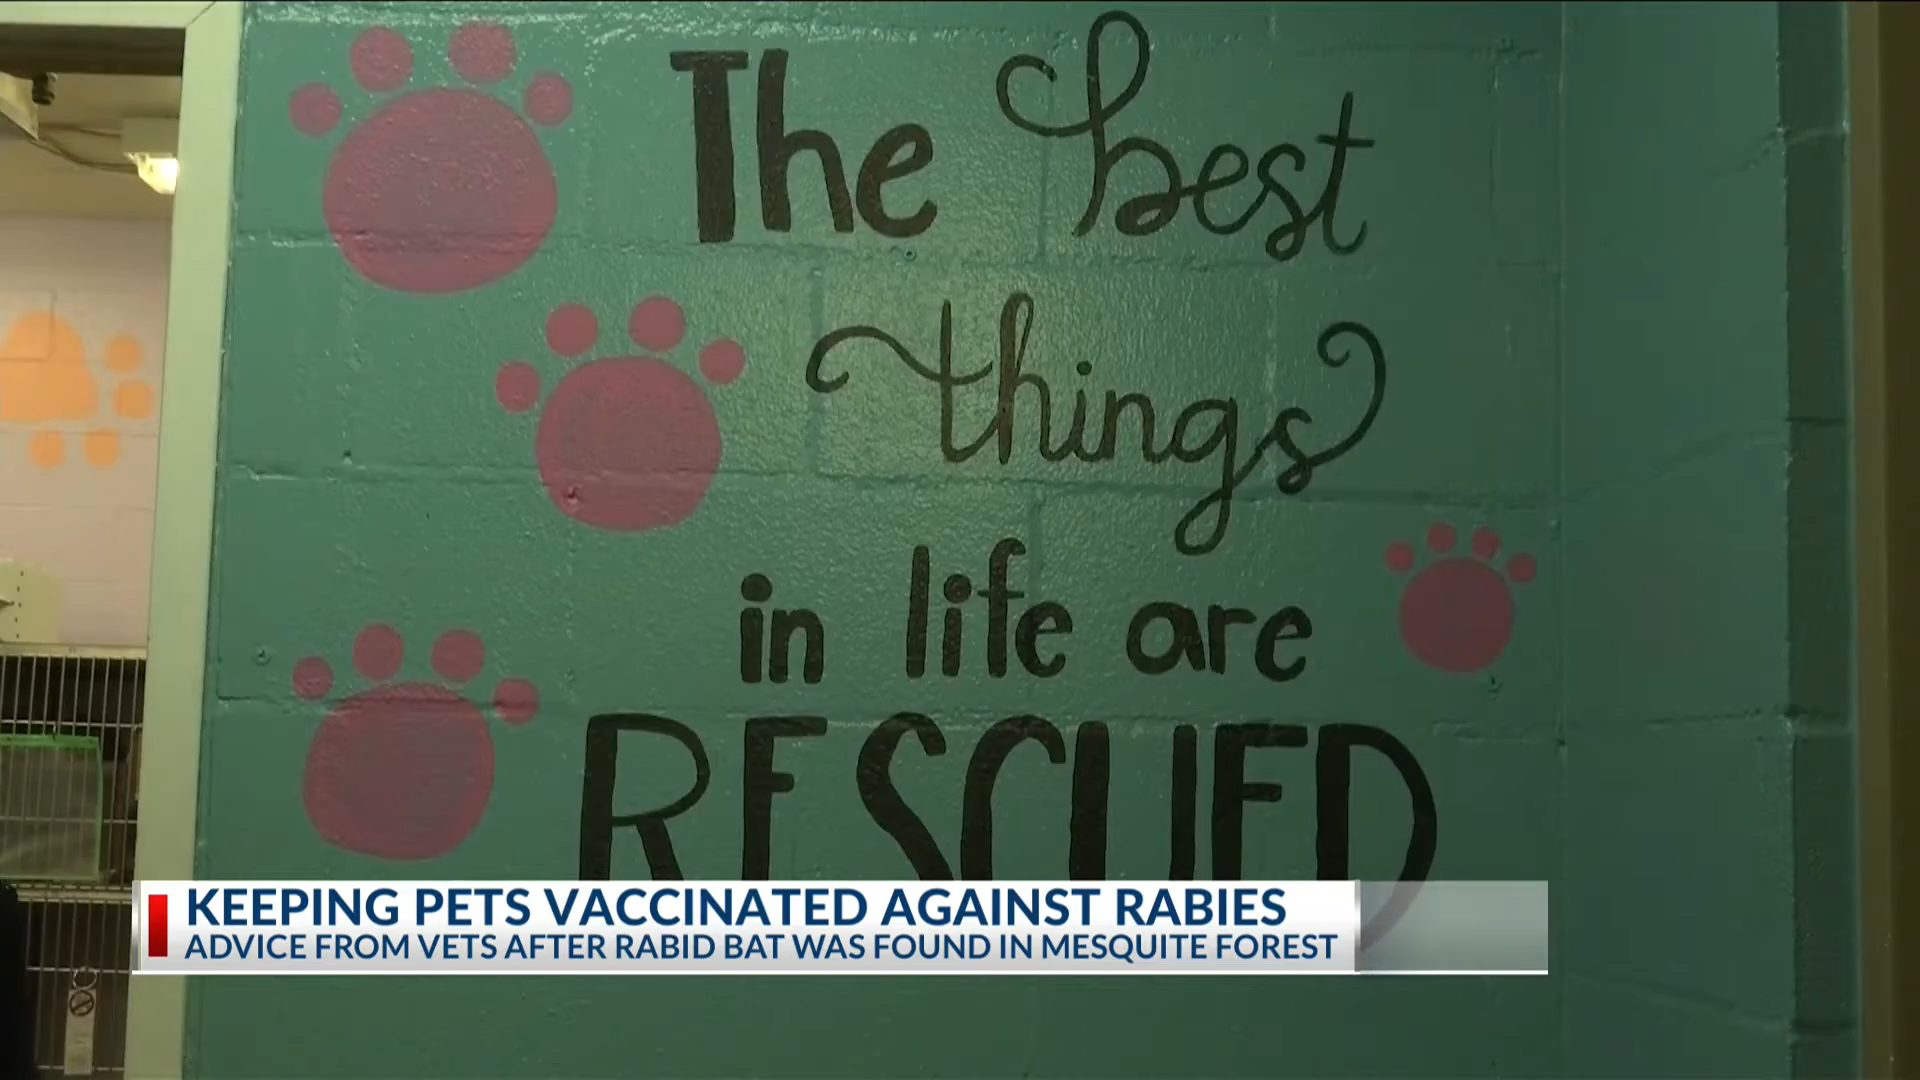 The best
things
in life are
RESCUED
KEEPING PETS VACCINATED AGAINST RABIES
ADVICE FROM VETS AFTER RABID BAT WAS FOUND IN MESQUITE FOREST